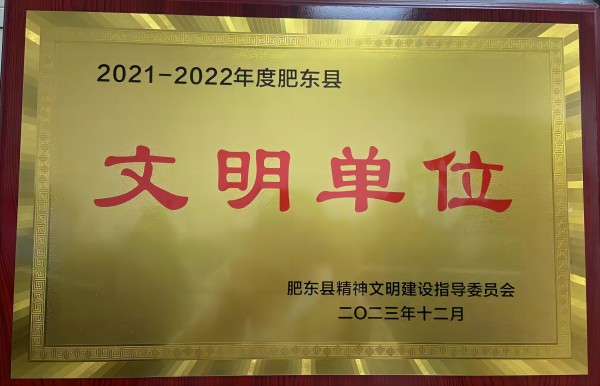 2021-2022年度肥东县
文明单位
肥东县精神文明建设指导委员会
二〇二三年十二月